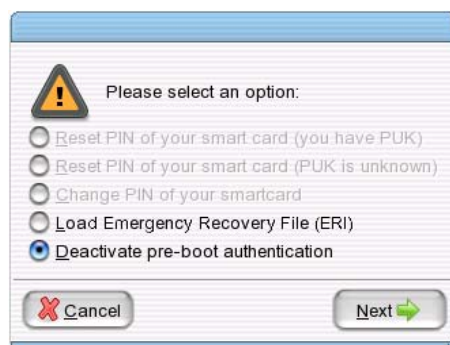 Please select an option:
Reset PIN of your smart card (you have PUK)
Reset PIN of your smart card (PUK is unknown)
Change PIN of your smartcard
Load Emergency Recovery File (ERI)
Deactivate pre-boot authentication
Cancel
Next